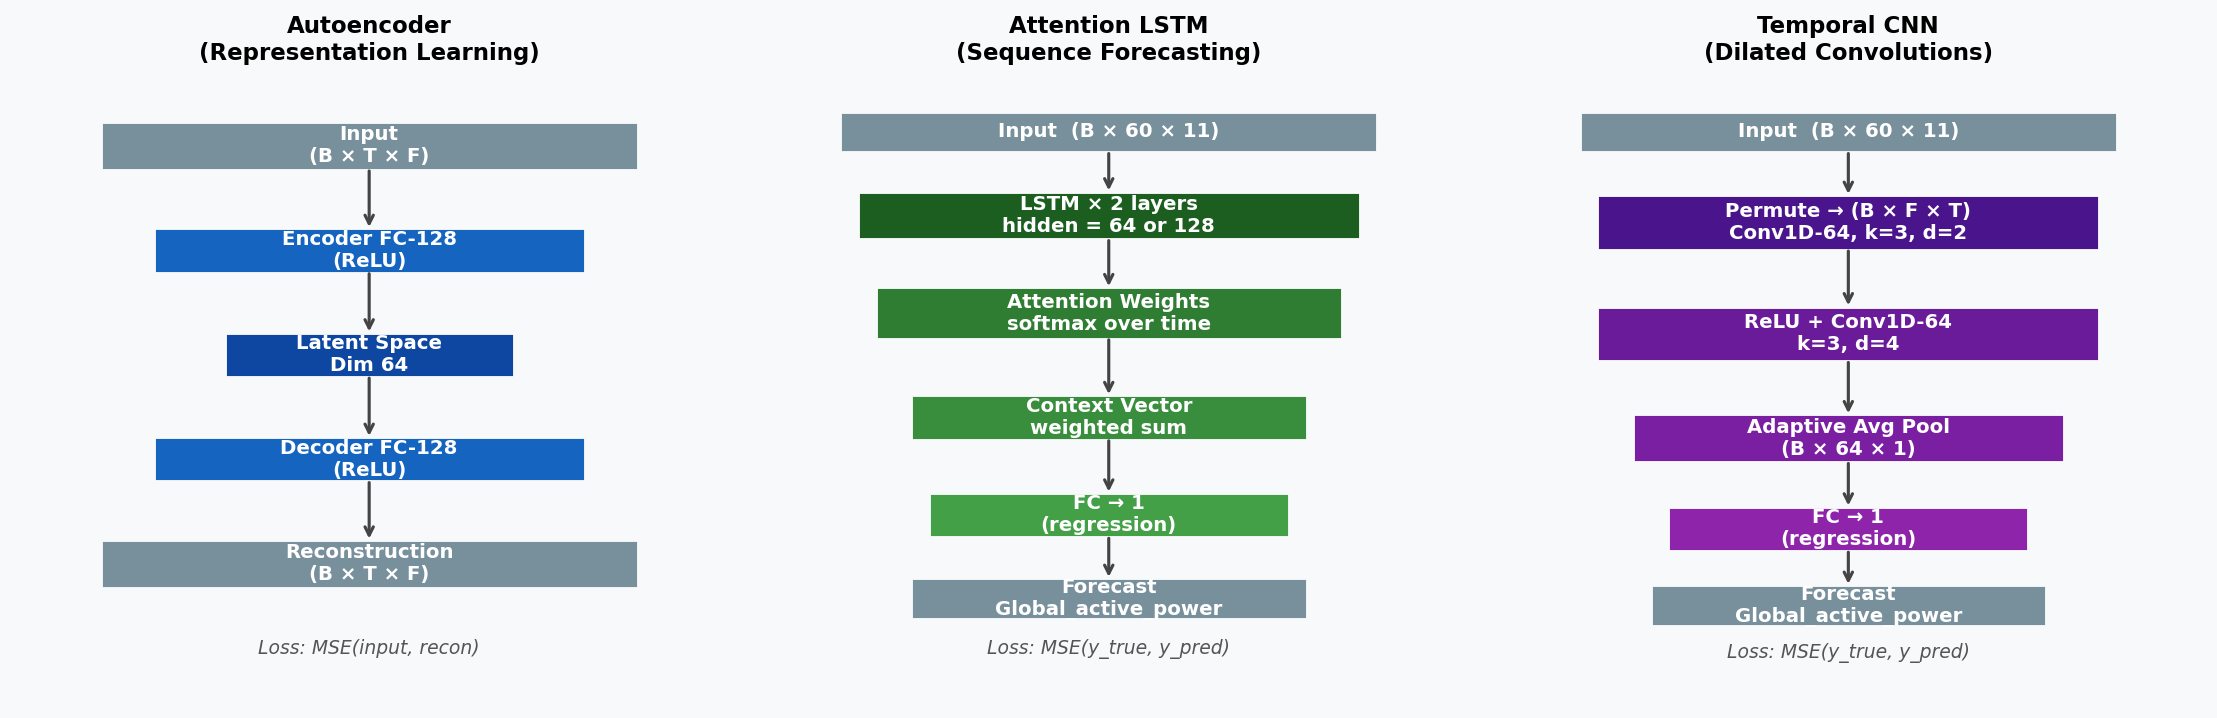 Autoencoder
(Representation Learning)
Input
(B × T × F)
Encoder FC-128
(ReLU)
Latent Space
Dim 64
Decoder FC-128
(ReLU)
Reconstruction
(B × T × F)
Loss: MSE(input, recon)
Attention LSTM
(Sequence Forecasting)
Input (B × 60 × 11)
LSTM × 2 layers
hidden = 64 or 128
Attention Weights
softmax over time
Context Vector
weighted sum
FC → 1
(regression)
Forecast
Global_active_power
Loss: MSE(y_true, y_pred)
Temporal CNN
(Dilated Convolutions)
Input (B × 60 × 11)
Permute → (B × F × T)
Conv1D-64, k=3, d=2
ReLU + Conv1D-64
k=3, d=4
Adaptive Avg Pool
(B × 64 × 1)
FC → 1
(regression)
Forecast
Global_active_power
Loss: MSE(y_true, y_pred)